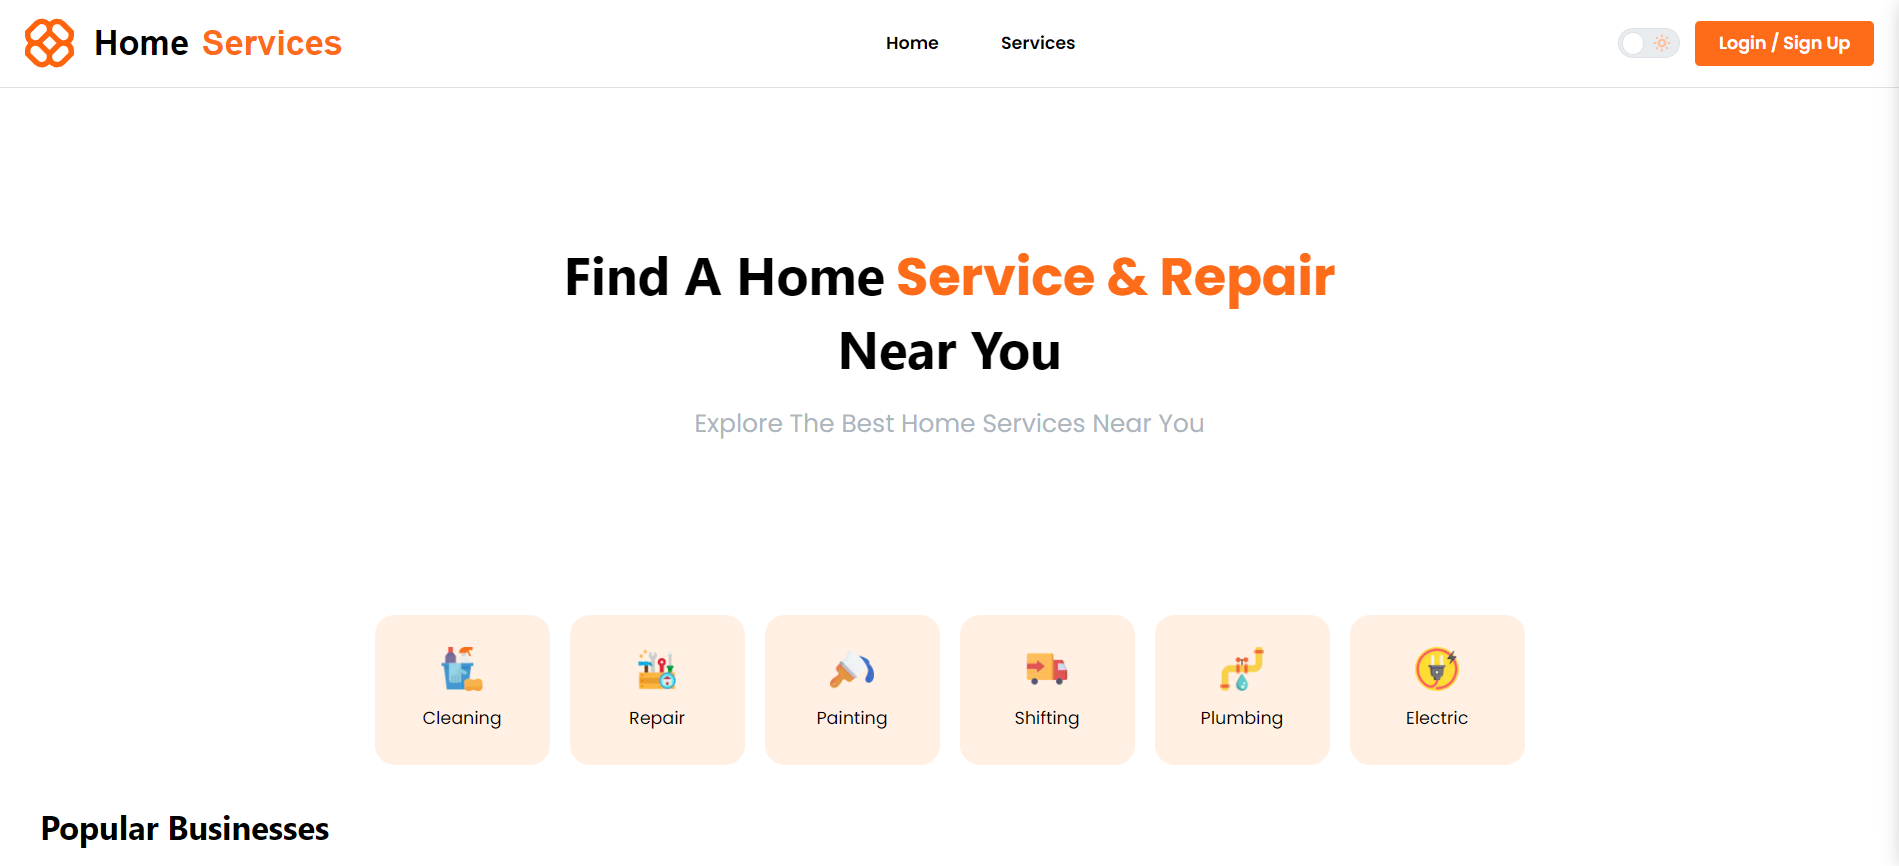 Home Services
Home
Services
Login / Sign Up
Find A Home Service & Repair
Near You
Explore The Best Home Services Near You
Cleaning
Repair
Painting
Shifting
Plumbing
Electric
Popular Businesses